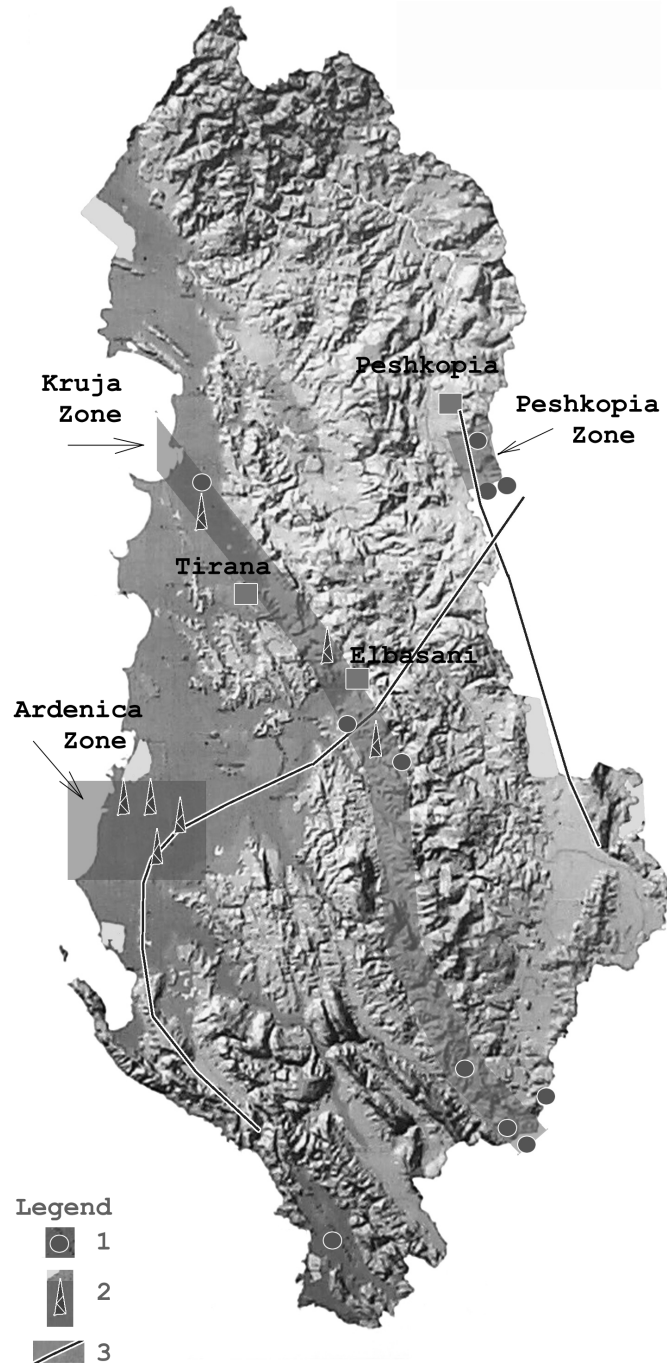 Peshkopia
Kruja
Zone
Peshkopia
Zone
Tirana
Elbasani
Ardenica
Zone
Legend
1
2
3